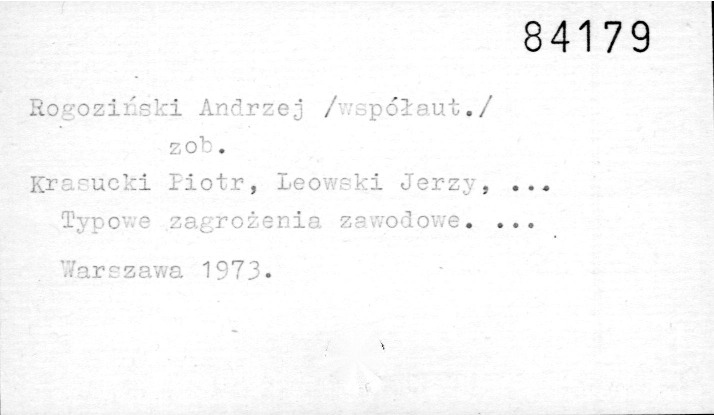 84179
Rogoziński Andrzej /współaut./
zob.
Krasucki Piotr, Leowski Jerzy, ...
Typowe zagrożenia zawodowe. ...
Warszawa 1973.